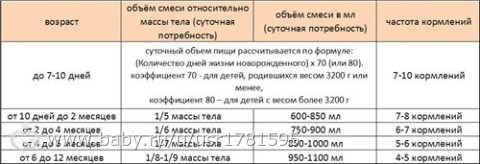 возраст
объём смеси относительно
массы тела (суточная
потребность)
объём смеси в мл
(суточная
потребность)
частота кормлений
до 7-10 дней
суточный объем пищи рассчитывается по формуле:
(Количество дней жизни новорожденного) х 70 (или 80).
коэффициент 70 - для детей, родившихся весом 3200 г или
менее,
коэффициент 80 – для детей с весом более 3200 г
7-10 кормлений
от 10 дней до 2 месяцев
1/5 массы тела
600-850 мл
7-8 кормлений
от 2 до 4 месяцев
1/6 массы тела
750-900 мл
6-7 кормлений
месяцев
1/7 массы тела
850-1000 мл
5-6 кормлений
от 6 до 12 месяцев
1/8-1/9 массы тела
950-1100 мл
4-5 кормлений